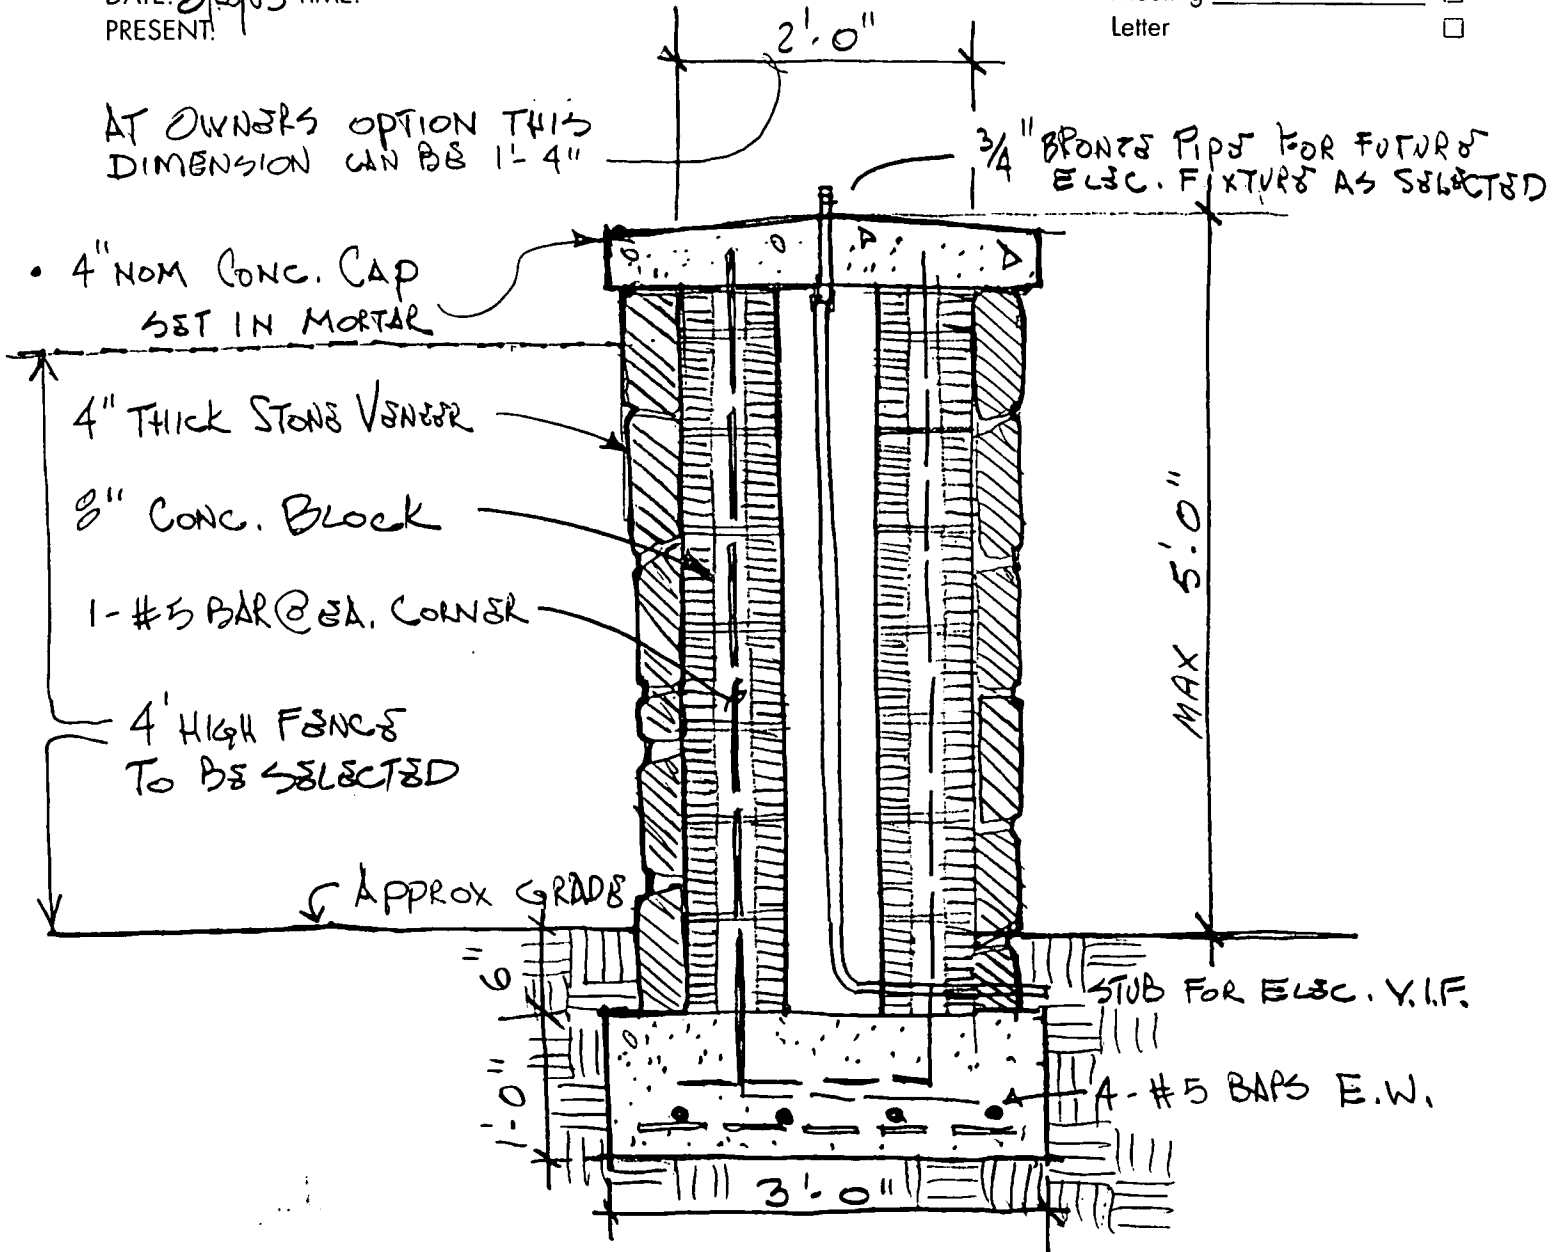 DATE: TIME:
PRESENT:
Letter
2'-0"
AT OWNERS OPTION THIS
DIMENSION CAN BE 1'-4"
3/4" BRONZE PIPE FOR FUTURE
ELEC. FIXTURE AS SELECTED
• 4" NOM CONC. CAP
SET IN MORTAR
4" THICK STONE VENEER
8" CONC. BLOCK
1-#5 BAR @ EA. CORNER
4' HIGH FENCE
TO BE SELECTED
MAX 5'-0"
APPROX GRADE
6"
STUB FOR ELEC. V.I.F.
1'-0"
4-#5 BARS E.W.
3'-0"